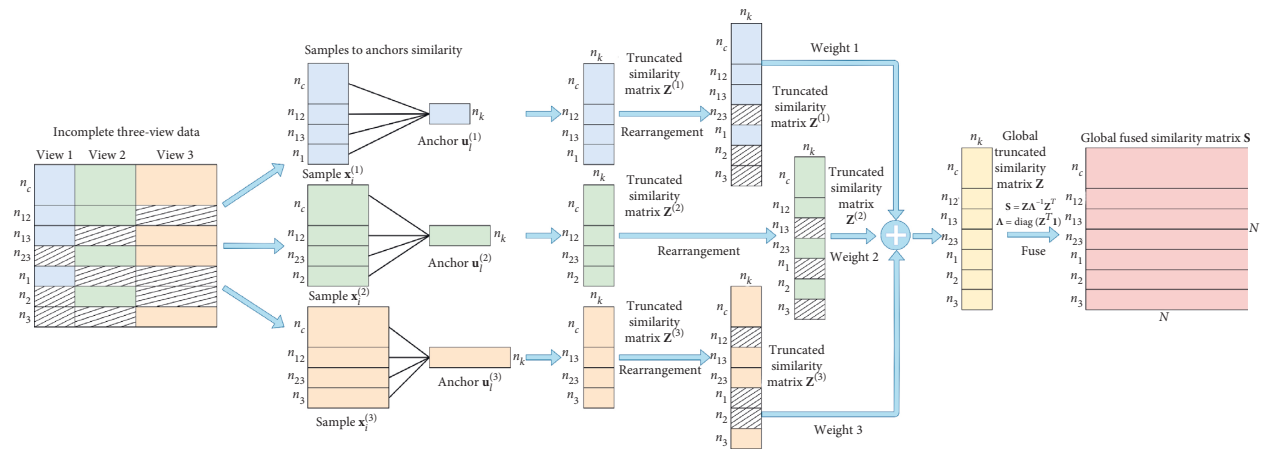 Incomplete three-view data
View 1 View 2 View 3
n_c
n_12
n_13
n_23
n_1
n_2
n_3
Samples to anchors similarity
n_c
n_12
n_13
n_1
Sample x_i^(1)
n_k
Anchor u_l^(1)
n_c
n_12
n_23
n_2
Sample x_i^(2)
n_k
Anchor u_l^(2)
n_c
n_12
n_23
n_3
Sample x_i^(3)
n_k
Anchor u_l^(3)
n_k
n_c
n_12
n_13
n_1
Truncated
similarity
matrix Z^(1)
Rearrangement
n_k
n_c
n_12
n_23
n_2
Truncated
similarity
matrix Z^(2)
Rearrangement
n_k
n_c
n_13
n_23
n_3
Truncated
similarity
matrix Z^(3)
Rearrangement
n_k
n_c
n_12
n_13
n_23
n_1
n_2
n_3
Truncated
similarity
matrix Z^(1)
Weight 1
n_k
n_c
n_12
n_13
n_23
n_1
n_2
n_3
Truncated
similarity
matrix
Z^(2)
Weight 2
n_k
n_c
n_12
n_13
n_23
n_1
n_2
n_3
Truncated
similarity
matrix Z^(3)
Weight 3
+
n_k
n_c
n_12
n_13
n_23
n_1
n_2
n_3
Global
truncated
similarity
matrix Z
S = ZΛ^−1Z^T
Λ = diag (Z^T1)
Fuse
Global fused similarity matrix S
n_c
n_12
n_13
n_23
n_1
n_2
n_3
N
N